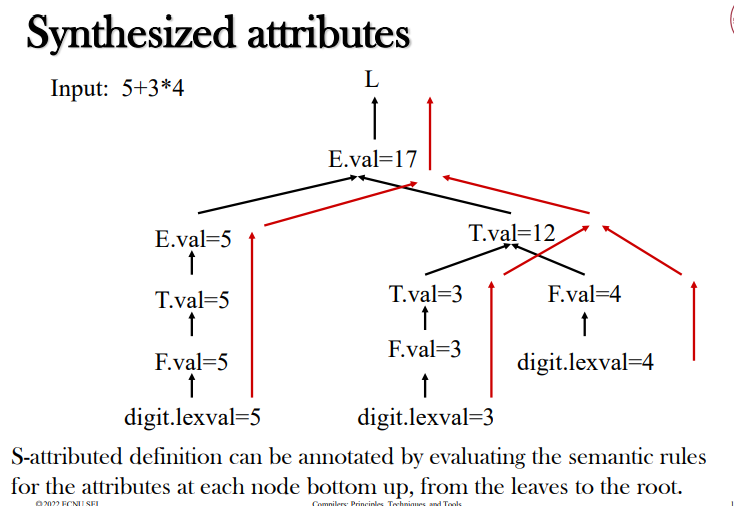 Synthesized attributes
Input: 5+3*4
L
E.val=17
E.val=5
T.val=12
T.val=5
T.val=3
F.val=4
F.val=5
F.val=3
digit.lexval=4
digit.lexval=5
digit.lexval=3
S-attributed definition can be annotated by evaluating the semantic rules
for the attributes at each node bottom up, from the leaves to the root.
©2022 ECNU SEI
Compilers: Principles, Techniques, and Tools